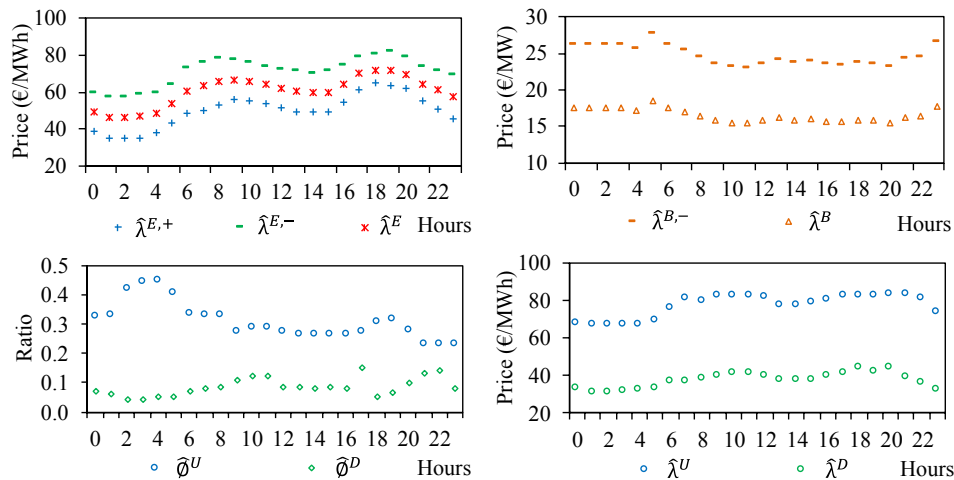 Price (€/MWh)
100
80
60
40
20
0 2 4 6 8 10 12 14 16 18 20 22
λ̂^{E,+} λ̂^{E,−} λ̂^{E} Hours
Price (€/MW)
30
25
20
15
10
0 2 4 6 8 10 12 14 16 18 20 22
λ̂^{B,−} λ̂^{B} Hours
Ratio
0.5
0.4
0.3
0.2
0.1
0.0
0 2 4 6 8 10 12 14 16 18 20 22
∅̂^{U} ∅̂^{D} Hours
Price (€/MWh)
100
80
60
40
20
0 2 4 6 8 10 12 14 16 18 20 22
λ̂^{U} λ̂^{D} Hours